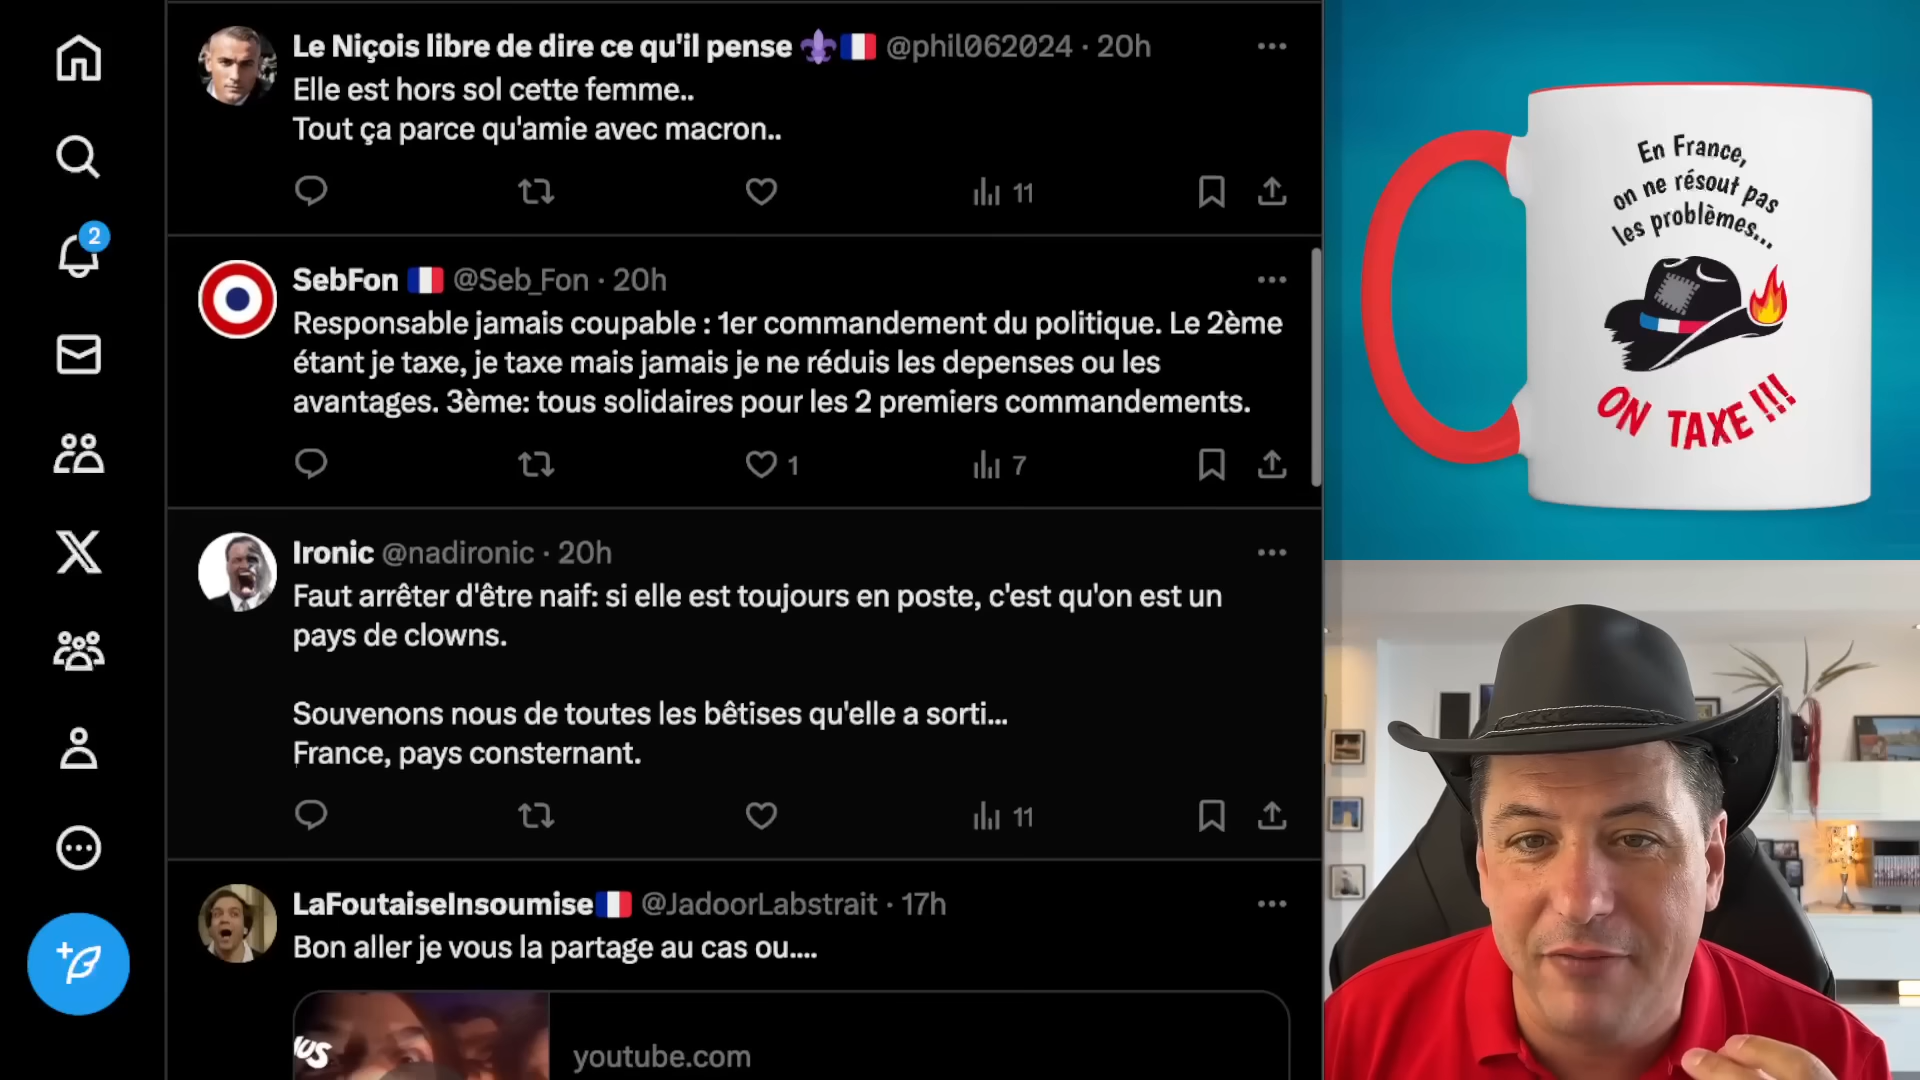 Le Niçois libre de dire ce qu'il pense ⚜️🇫🇷 @phil062024 · 20h
Elle est hors sol cette femme..
Tout ça parce qu'amie avec macron..
11
2
SebFon 🇫🇷 @Seb_Fon · 20h
Responsable jamais coupable : 1er commandement du politique. Le 2ème
étant je taxe, je taxe mais jamais je ne réduis les depenses ou les
avantages. 3ème: tous solidaires pour les 2 premiers commandements.
1
7
Ironic @nadironic · 20h
Faut arrêter d'être naif: si elle est toujours en poste, c'est qu'on est un
pays de clowns.
Souvenons nous de toutes les bêtises qu'elle a sorti...
France, pays consternant.
11
LaFoutaiseInsoumise🇫🇷 @JadoorLabstrait · 17h
Bon aller je vous la partage au cas ou....
youtube.com
En France,
on ne résout pas
les problèmes...
ON TAXE !!!